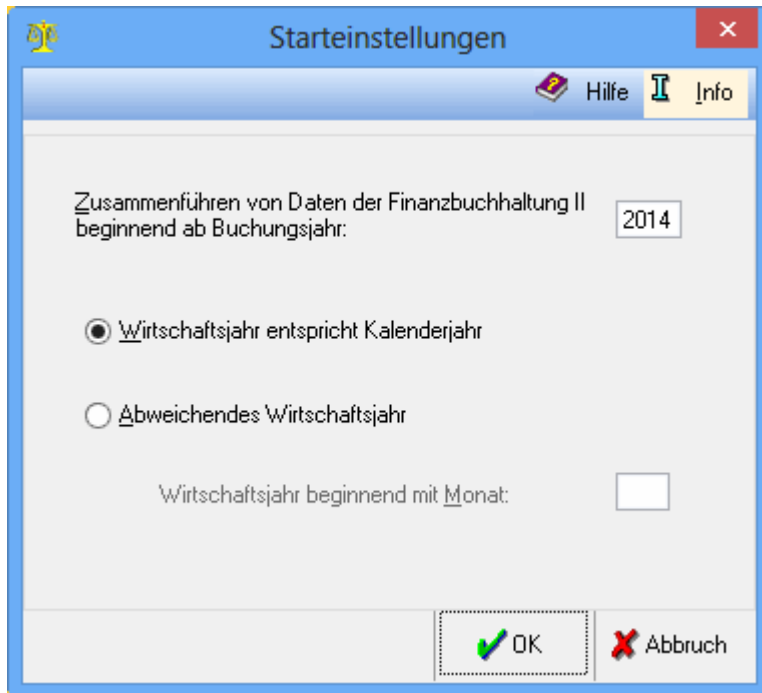 Starteinstellungen
Hilfe Info
Zusammenführen von Daten der Finanzbuchhaltung II
beginnend ab Buchungsjahr:
2014
Wirtschaftsjahr entspricht Kalenderjahr
Abweichendes Wirtschaftsjahr
Wirtschaftsjahr beginnend mit Monat:
OK Abbruch